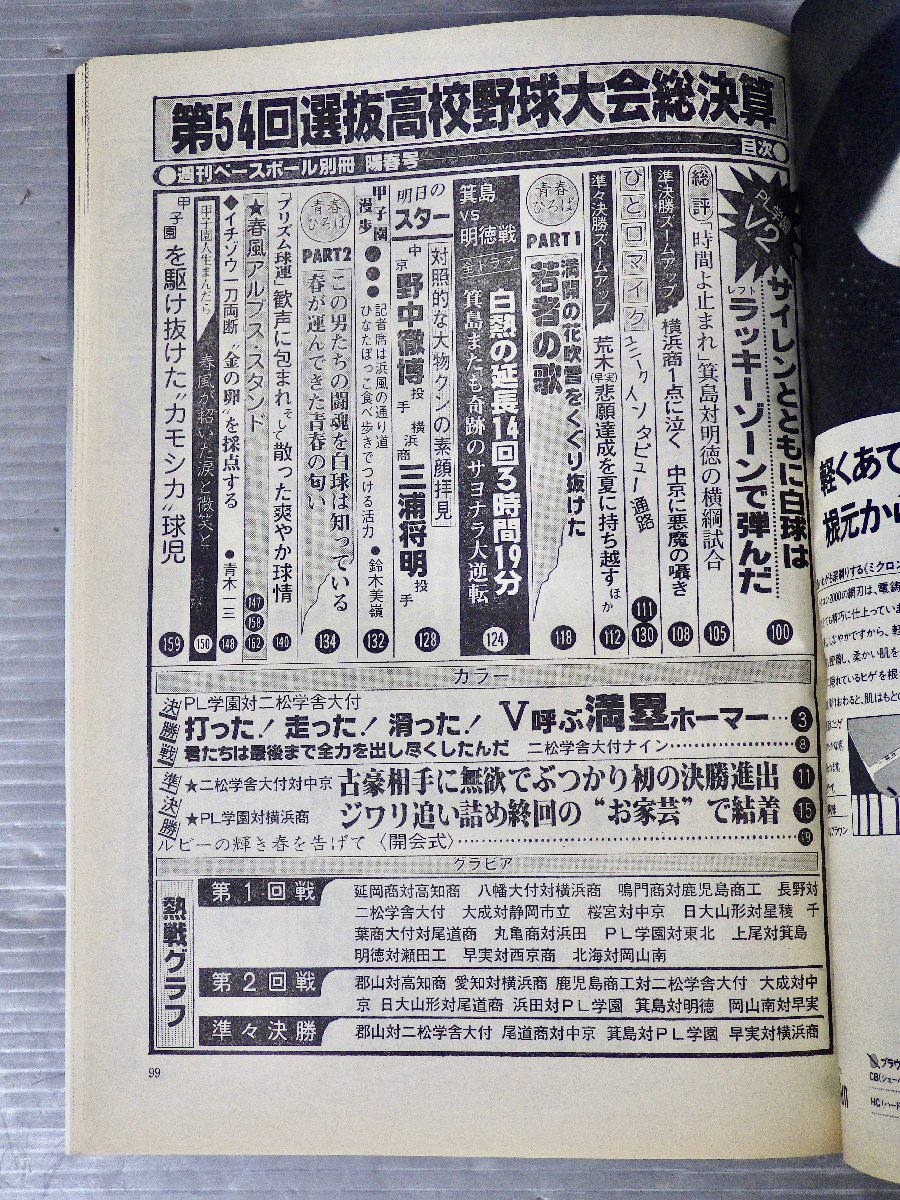 第54回選抜高校野球大会総決算
●週刊ベースボール別冊 陽春号
目次●
PL学園V2
サイレンとともに白球は
レフト
ラッキーゾーンで弾んだ
100
総評
「時間よ止まれ」箕島対明徳の横綱試合
105
準決勝ズームアップ
横浜商1点に泣く 中京に悪魔の囁き
108
ぴとロマイク
ユニークインタビュー通路
111
130
準々決勝ズームアップ
荒木(早実)悲願達成を夏に持ち越す ほか
112
青春ひろば
PART1
満開の花吹雪をくぐり抜けた
若者の歌
118
箕島vs明徳戦
全ドラマ
白熱の延長14回3時間19分
箕島またも奇跡のサヨナラ大逆転
124
明日のスター
対照的な大物クンの素顔拝見
中京 野中徹博 投手
横浜商 三浦将明 投手
128
甲子園漫歩
記者席は浜風の通り道
ひなたぼっこ食べ歩きでつける活力
●鈴木美嶺
132
青春ひろば
PART2
この男たちの闘魂を白球は知っている
春が運んできた青春の匂い
134
“プリズム球運”歓声に包まれそして散った爽やか球情
140
★春風アルプス・スタンド
147
158
162
◆イチゾウ一刀両断 “金の卵”を採点する
●青木一三
148
甲子園人生まんだら
春風が招いた涙と微笑と
150
甲子園を駆け抜けた“カモシカ”球児
159
カラー
決勝戦
PL学園対二松学舎大付
打った! 走った! 滑った! V呼ぶ満塁ホーマー…3
君たちは最後まで全力を出し尽くしたんだ 二松学舎大付ナイン…8
準決勝
★二松学舎大付対中京 古豪相手に無欲でぶつかり初の決勝進出 11
★PL学園対横浜商 ジワリ追い詰め終回の“お家芸”で結着 15
ルビーの輝き春を告げて〈開会式〉…19
グラビア
熱戦グラフ
第1回戦
延岡商対高知商 八幡大付対横浜商 鳴門商対鹿児島商工 長野対
二松学舎大付 大成対静岡市立 桜宮対中京 日大山形対星稜 千
葉商大付対尾道商 丸亀商対浜田 PL学園対東北 上尾対箕島
明徳対瀬田工 早実対西京商 北海対岡山南
第2回戦
郡山対高知商 愛知対横浜商 鹿児島商工対二松学舎大付 大成対中
京 日大山形対尾道商 浜田対PL学園 箕島対明徳 岡山南対早実
準々決勝
郡山対二松学舎大付 尾道商対中京 箕島対PL学園 早実対横浜商
99
軽くあて
根元から